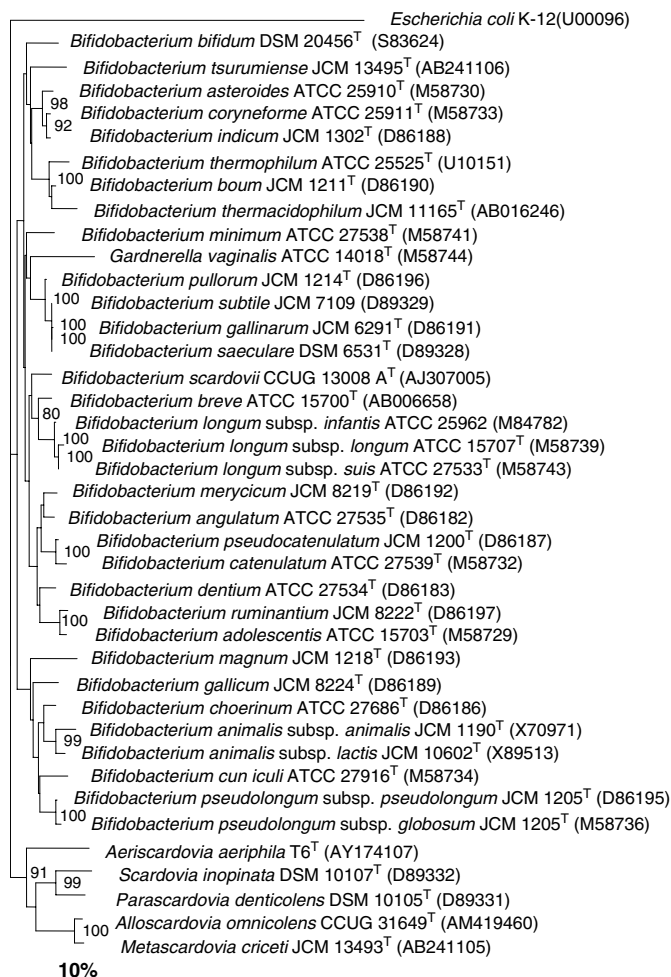 Escherichia coli K-12(U00096)
Bifidobacterium bifidum DSM 20456ᵀ (S83624)
Bifidobacterium tsurumiense JCM 13495ᵀ (AB241106)
Bifidobacterium asteroides ATCC 25910ᵀ (M58730)
98
Bifidobacterium coryneforme ATCC 25911ᵀ (M58733)
92
Bifidobacterium indicum JCM 1302ᵀ (D86188)
Bifidobacterium thermophilum ATCC 25525ᵀ (U10151)
100
Bifidobacterium boum JCM 1211ᵀ (D86190)
Bifidobacterium thermacidophilum JCM 11165ᵀ (AB016246)
Bifidobacterium minimum ATCC 27538ᵀ (M58741)
Gardnerella vaginalis ATCC 14018ᵀ (M58744)
Bifidobacterium pullorum JCM 1214ᵀ (D86196)
100
Bifidobacterium subtile JCM 7109 (D89329)
100
Bifidobacterium gallinarum JCM 6291ᵀ (D86191)
100
Bifidobacterium saeculare DSM 6531ᵀ (D89328)
Bifidobacterium scardovii CCUG 13008 Aᵀ (AJ307005)
Bifidobacterium breve ATCC 15700ᵀ (AB006658)
80
Bifidobacterium longum subsp. infantis ATCC 25962 (M84782)
100
Bifidobacterium longum subsp. longum ATCC 15707ᵀ (M58739)
100
Bifidobacterium longum subsp. suis ATCC 27533ᵀ (M58743)
Bifidobacterium merycicum JCM 8219ᵀ (D86192)
Bifidobacterium angulatum ATCC 27535ᵀ (D86182)
Bifidobacterium pseudocatenulatum JCM 1200ᵀ (D86187)
100
Bifidobacterium catenulatum ATCC 27539ᵀ (M58732)
Bifidobacterium dentium ATCC 27534ᵀ (D86183)
Bifidobacterium ruminantium JCM 8222ᵀ (D86197)
100
Bifidobacterium adolescentis ATCC 15703ᵀ (M58729)
Bifidobacterium magnum JCM 1218ᵀ (D86193)
Bifidobacterium gallicum JCM 8224ᵀ (D86189)
Bifidobacterium choerinum ATCC 27686ᵀ (D86186)
Bifidobacterium animalis subsp. animalis JCM 1190ᵀ (X70971)
99
Bifidobacterium animalis subsp. lactis JCM 10602ᵀ (X89513)
Bifidobacterium cun iculi ATCC 27916ᵀ (M58734)
Bifidobacterium pseudolongum subsp. pseudolongum JCM 1205ᵀ (D86195)
100
Bifidobacterium pseudolongum subsp. globosum JCM 1205ᵀ (M58736)
Aeriscardovia aeriphila T6ᵀ (AY174107)
91
Scardovia inopinata DSM 10107ᵀ (D89332)
99
Parascardovia denticolens DSM 10105ᵀ (D89331)
Alloscardovia omnicolens CCUG 31649ᵀ (AM419460)
100
Metascardovia criceti JCM 13493ᵀ (AB241105)
10%